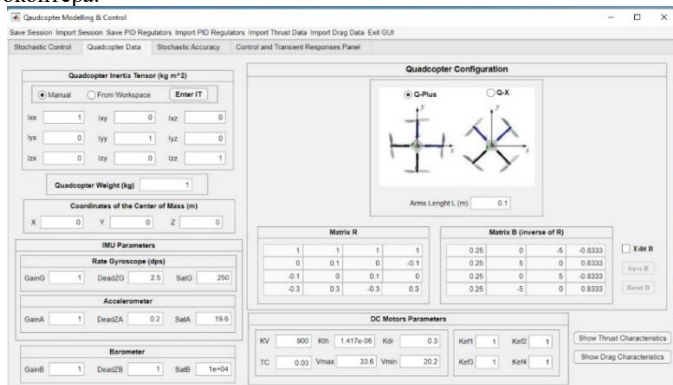 Quadcopter Modelling & Control
Save Session Import Session Save PID Regulators Import PID Regulators Import Thrust Data Import Drag Data Exit GUI
Stochastic Control Quadcopter Data Stochastic Accuracy Control and Transient Responses Panel
Quadcopter Inertia Tensor (kg m^2)
Manual From Workspace Enter IT
Ixx 1 Ixy 0 Ixz 0
Iyx 0 Iyy 1 Iyz 0
Izx 0 Izy 0 Izz 1
Quadcopter Weight (kg) 1
Coordinates of the Center of Mass (m)
X 0 Y 0 Z 0
IMU Parameters
Rate Gyroscope (dps)
GainG 1 DeadZG 2.5 SatG 250
Accelerometer
GainA 1 DeadZA 0.2 SatA 19.6
Barometer
GainB 1 DeadZB 1 SatB 1e+04
Quadcopter Configuration
Q-Plus Q-X
y y
x x
Arms Lenght L (m) 0.1
Matrix R
1 1 1 1
0 0.1 0 -0.1
-0.1 0 0.1 0
-0.3 0.3 -0.3 0.3
Matrix B (inverse of R)
0.25 0 -5 -0.8333
0.25 5 0 0.8333
0.25 0 5 -0.8333
0.25 -5 0 0.8333
Edit B
Save B
Reset B
DC Motors Parameters
KV 900 Kth 1.417e-06 Kdr 0.3 Kef1 1 Kef2 1
TC 0.03 Vmax 33.6 Vmin 20.2 Kef3 1 Kef4 1
Show Thrust Characteristics
Show Drag Characteristics